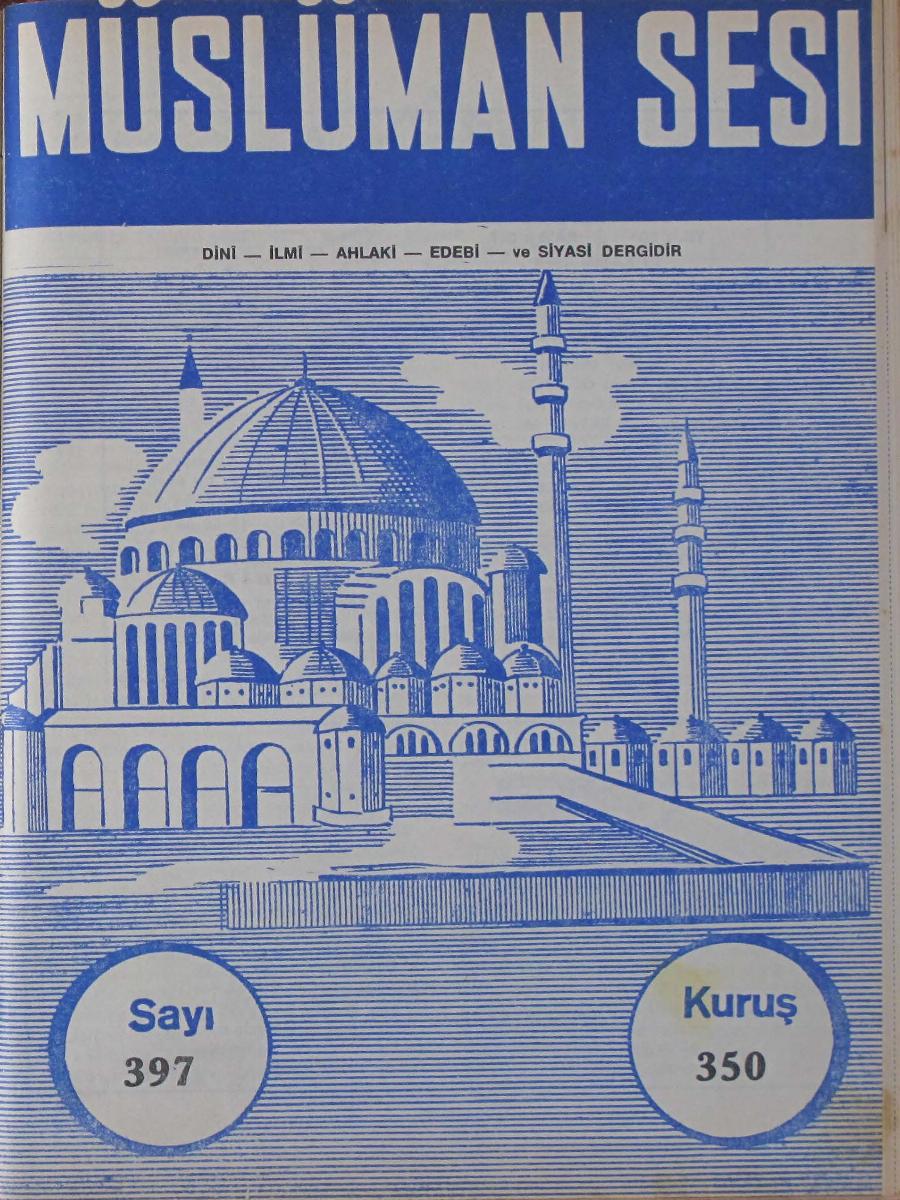 MÜSLÜMAN SESİ
DİNİ — İLMİ — AHLAKİ — EDEBİ — ve SİYASİ DERGİDİR
Sayı
397
Kuruş
350